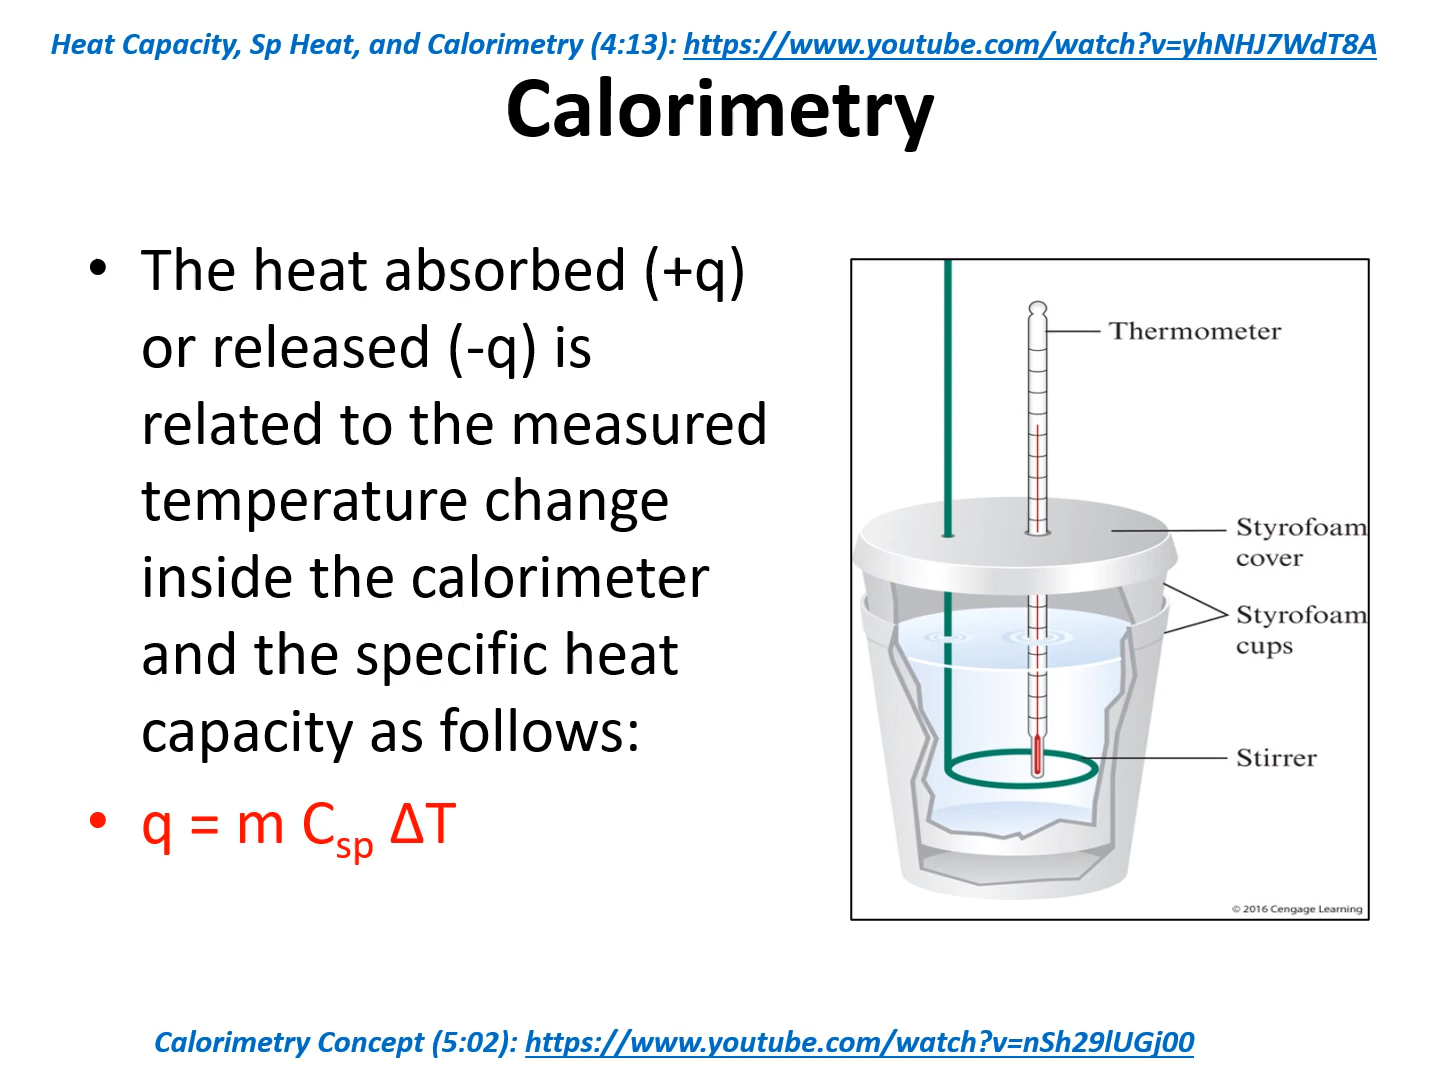 Heat Capacity, Sp Heat, and Calorimetry (4:13): https://www.youtube.com/watch?v=yhNHJ7WdT8A
Calorimetry
• The heat absorbed (+q)
or released (-q) is
related to the measured
temperature change
inside the calorimeter
and the specific heat
capacity as follows:
• q = m Csp ΔT
Thermometer
Styrofoam
cover
Styrofoam
cups
Stirrer
© 2016 Cengage Learning
Calorimetry Concept (5:02): https://www.youtube.com/watch?v=nSh29lUGj00